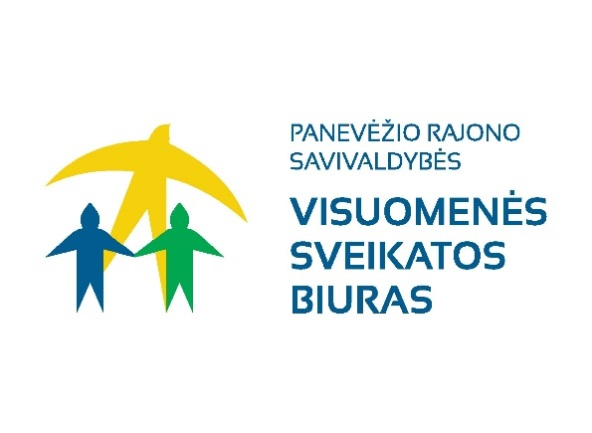 PANEVĖŽIO RAJONO
SAVIVALDYBĖS
VISUOMENĖS
SVEIKATOS
BIURAS